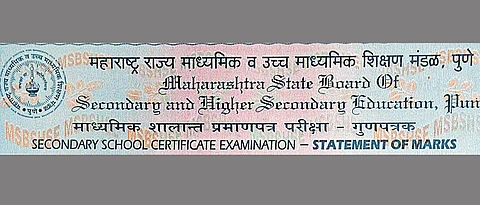 महाराष्ट्र राज्य माध्यमिक व उच्च माध्यमिक शिक्षण मंडळ, पुणे
Maharashtra State Board Of
Secondary and Higher Secondary Education, Pun
माध्यमिक शालान्त प्रमाणपत्र परीक्षा - गुणपत्रक
SECONDARY SCHOOL CERTIFICATE EXAMINATION – STATEMENT OF MARKS